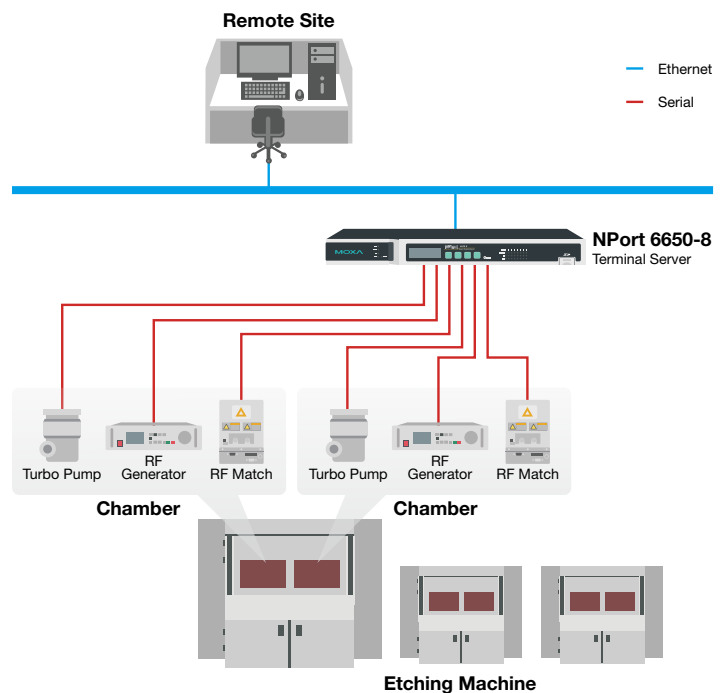 Remote Site
Ethernet
Serial
MOXA
NPort 6650-8
Terminal Server
Turbo Pump
RF
Generator
RF Match
Turbo Pump
RF
Generator
RF Match
Chamber
Chamber
Etching Machine